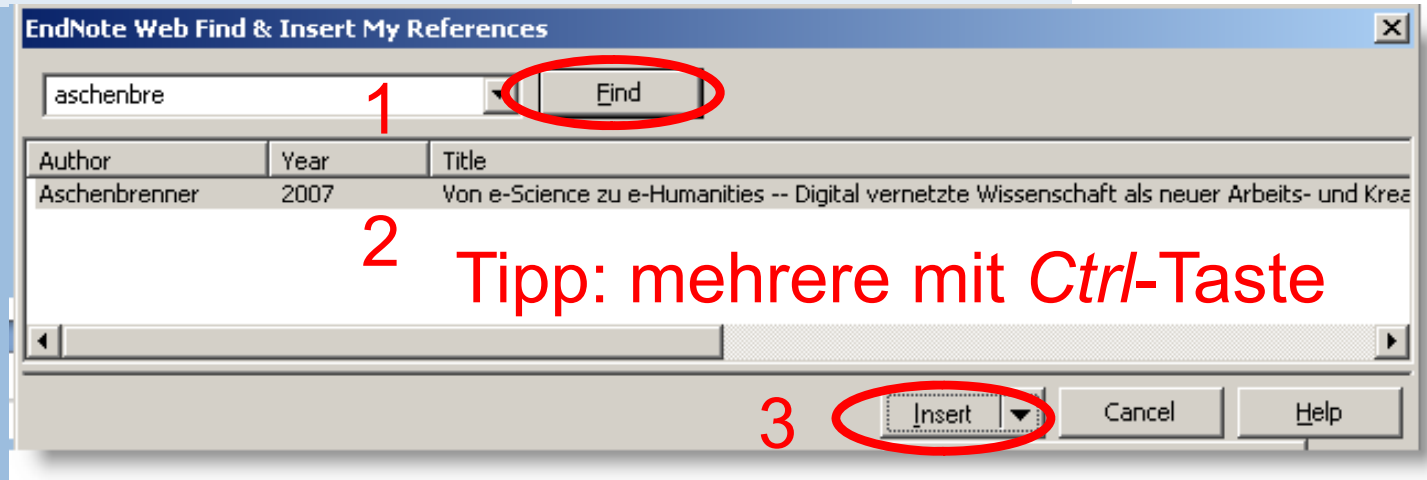 EndNote Web Find & Insert My References
aschenbre
1
Find
Author Year Title
Aschenbrenner 2007 Von e-Science zu e-Humanities -- Digital vernetzte Wissenschaft als neuer Arbeits- und Krea
2
Tipp: mehrere mit Ctrl-Taste
3
Insert Cancel Help